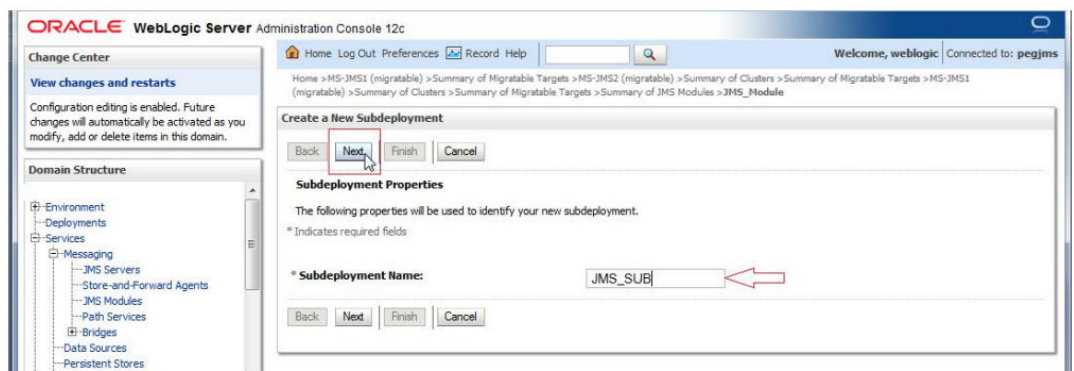 ORACLE WebLogic Server Administration Console 12c
Change Center
View changes and restarts
Configuration editing is enabled. Future
changes will automatically be activated as you
modify, add or delete items in this domain.
Domain Structure
Environment
Deployments
Services
Messaging
JMS Servers
Store-and-Forward Agents
JMS Modules
Path Services
Bridges
Data Sources
Persistent Stores
Home Log Out Preferences Record Help
Welcome, weblogic Connected to: pegjms
Home >MS-JMS1 (migratable) >Summary of Migratable Targets >MS-JMS2 (migratable) >Summary of Clusters >Summary of Migratable Targets >MS-JMS1
(migratable) >Summary of Clusters >Summary of Migratable Targets >Summary of JMS Modules >JMS_Module
Create a New Subdeployment
Back Next Finish Cancel
Subdeployment Properties
The following properties will be used to identify your new subdeployment.
* Indicates required fields
* Subdeployment Name: JMS_SUB
Back Next Finish Cancel